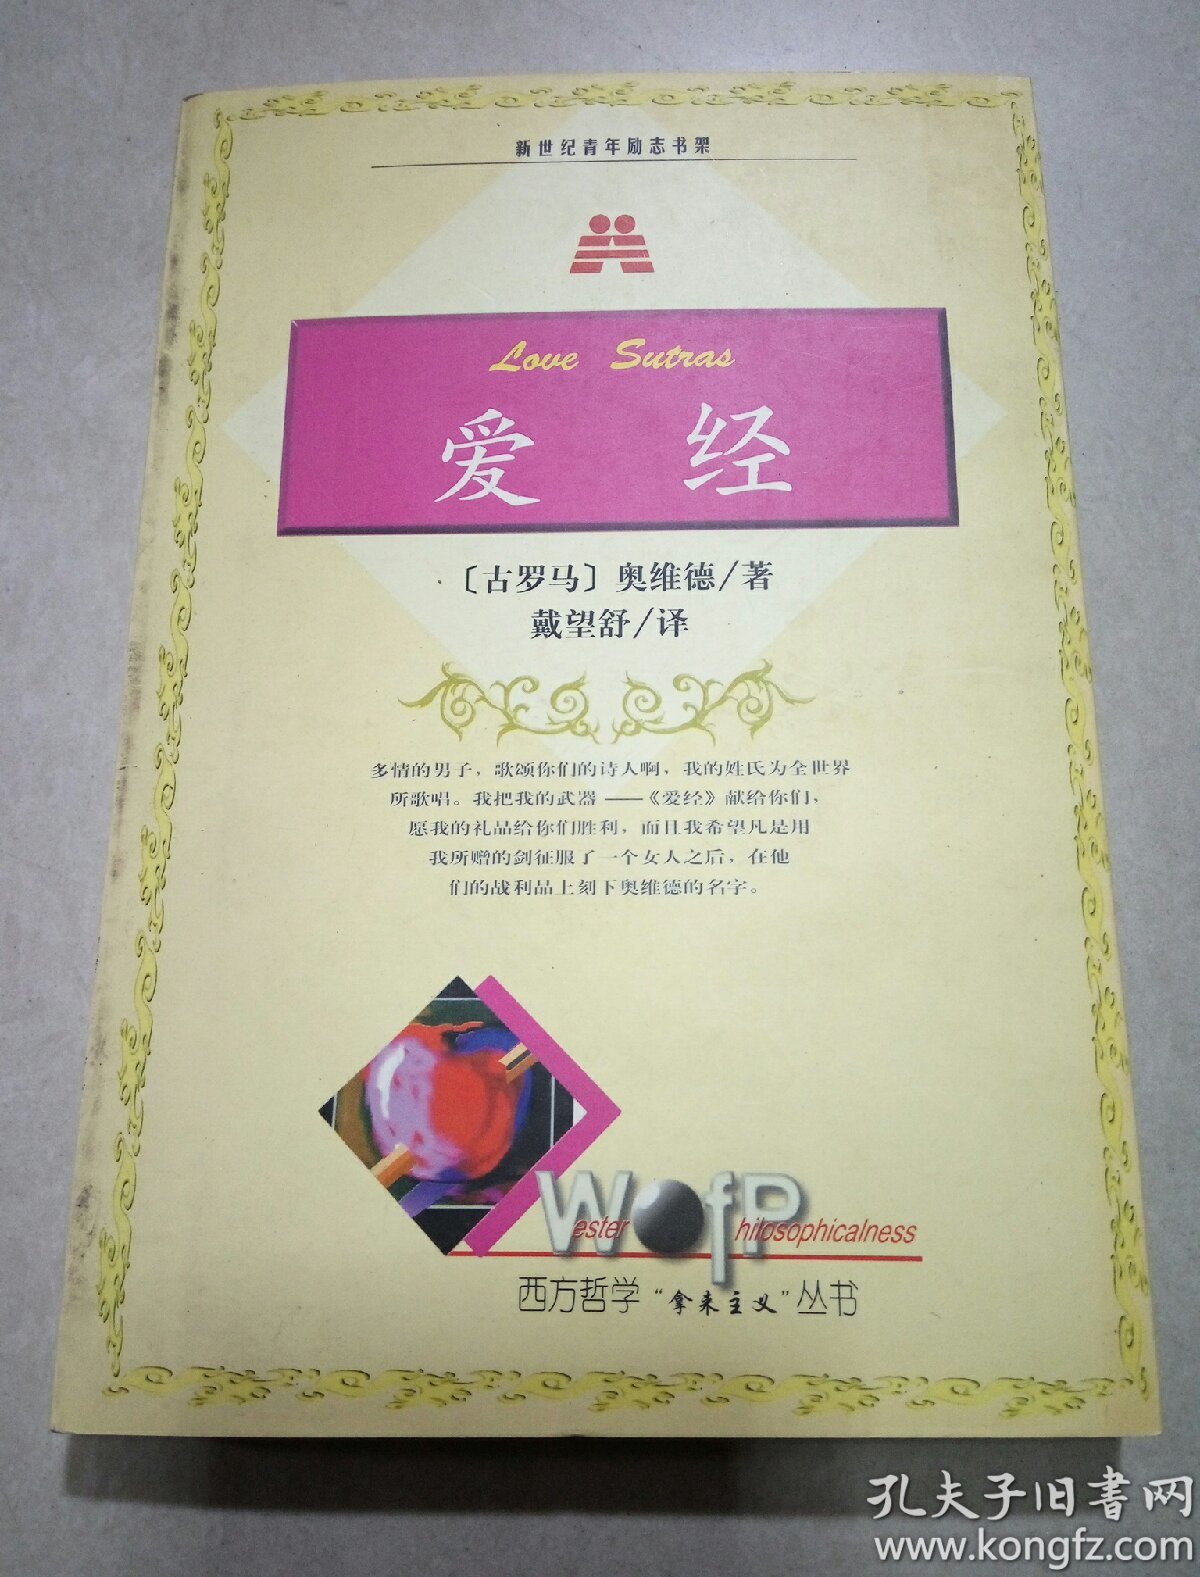 新世纪青年励志书架
Love Sutras
爱 经
〔古罗马〕奥维德/著
戴望舒/译
多情的男子，歌颂你们的诗人啊，我的姓氏为全世界
所歌唱。我把我的武器——《爱经》献给你们，
愿我的礼品给你们胜利，而且我希望凡是用
我所赠的剑征服了一个女人之后，在他
们的战利品上刻下奥维德的名字。
Wester of Philosophicalness
西方哲学“拿来主义”丛书
孔夫子旧书网
www.kongfz.com